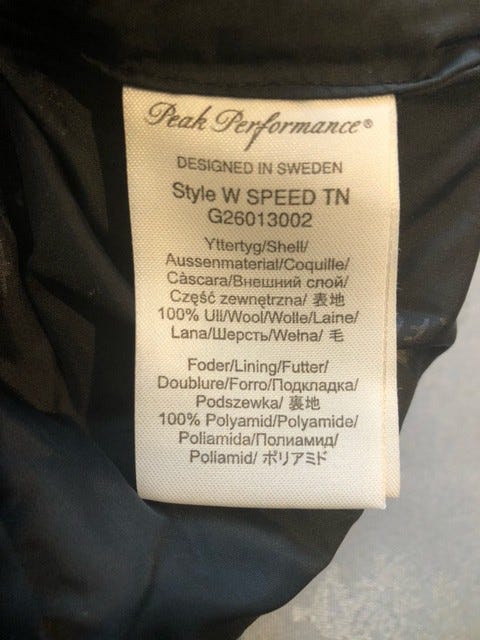 Peak Performance®
DESIGNED IN SWEDEN
Style W SPEED TN
G26013002
Yttertyg/Shell/
Aussenmaterial/Coquille/
Càscara/Внешний слой/
Część zewnętrzna/ 表地
100% Ull/Wool/Wolle/Laine/
Lana/Шерсть/Wełna/ 毛
Foder/Lining/Futter/
Doublure/Forro/Подкладка/
Podszewka/ 裏地
100% Polyamid/Polyamide/
Poliamida/Полиамид/
Poliamid/ ポリアミド